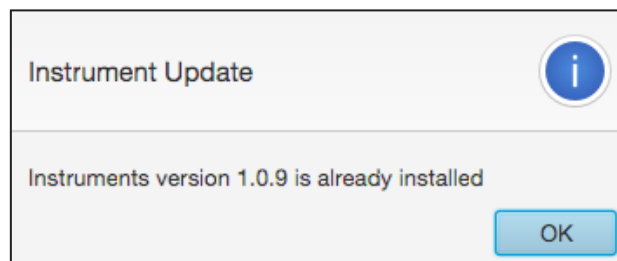 Instrument Update
Instruments version 1.0.9 is already installed
OK